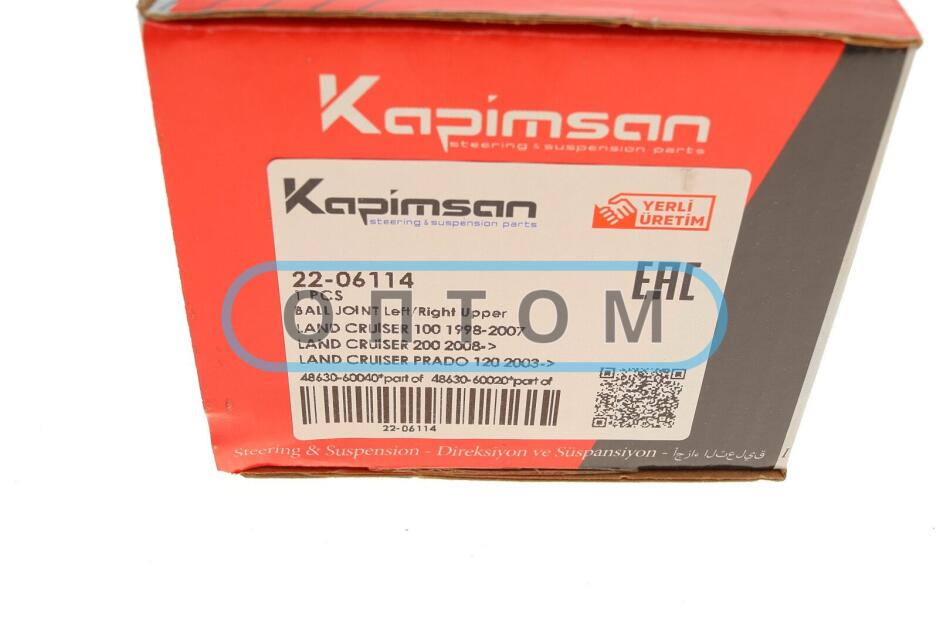 Kapimsan
steering & suspension parts
Kapimsan
steering & suspension parts
YERLİ
ÜRETİM
22-06114
EAC
1 PCS
BALL JOINT Left/Right Upper
LAND CRUISER 100 1998-2007
LAND CRUISER 200 2008->
LAND CRUISER PRADO 120 2003->
ОПТОМ
48630-60040*part of 48630-60020*part of
22-06114
Steering & Suspension - Direksiyon ve Süspansiyon - أجزاء التعليق